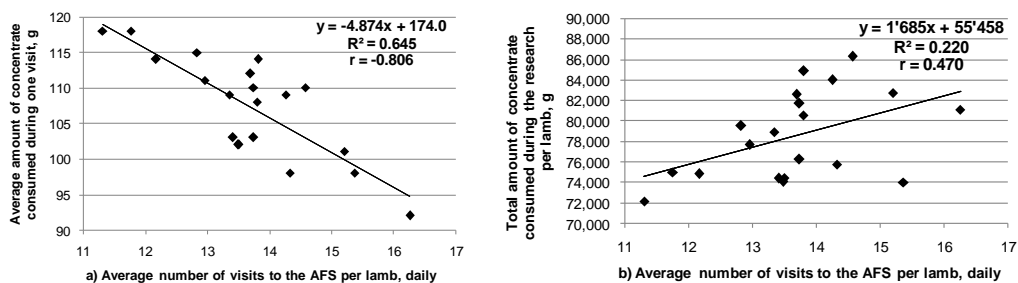 y = -4.874x + 174.0
R² = 0.645
r = -0.806
Average amount of concentrate
consumed during one visit, g
120
115
110
105
100
95
90
11 12 13 14 15 16 17
a) Average number of visits to the AFS per lamb, daily
y = 1'685x + 55'458
R² = 0.220
r = 0.470
Total amount of concentrate
consumed during the research
per lamb, g
90,000
88,000
86,000
84,000
82,000
80,000
78,000
76,000
74,000
72,000
70,000
11 12 13 14 15 16 17
b) Average number of visits to the AFS per lamb, daily